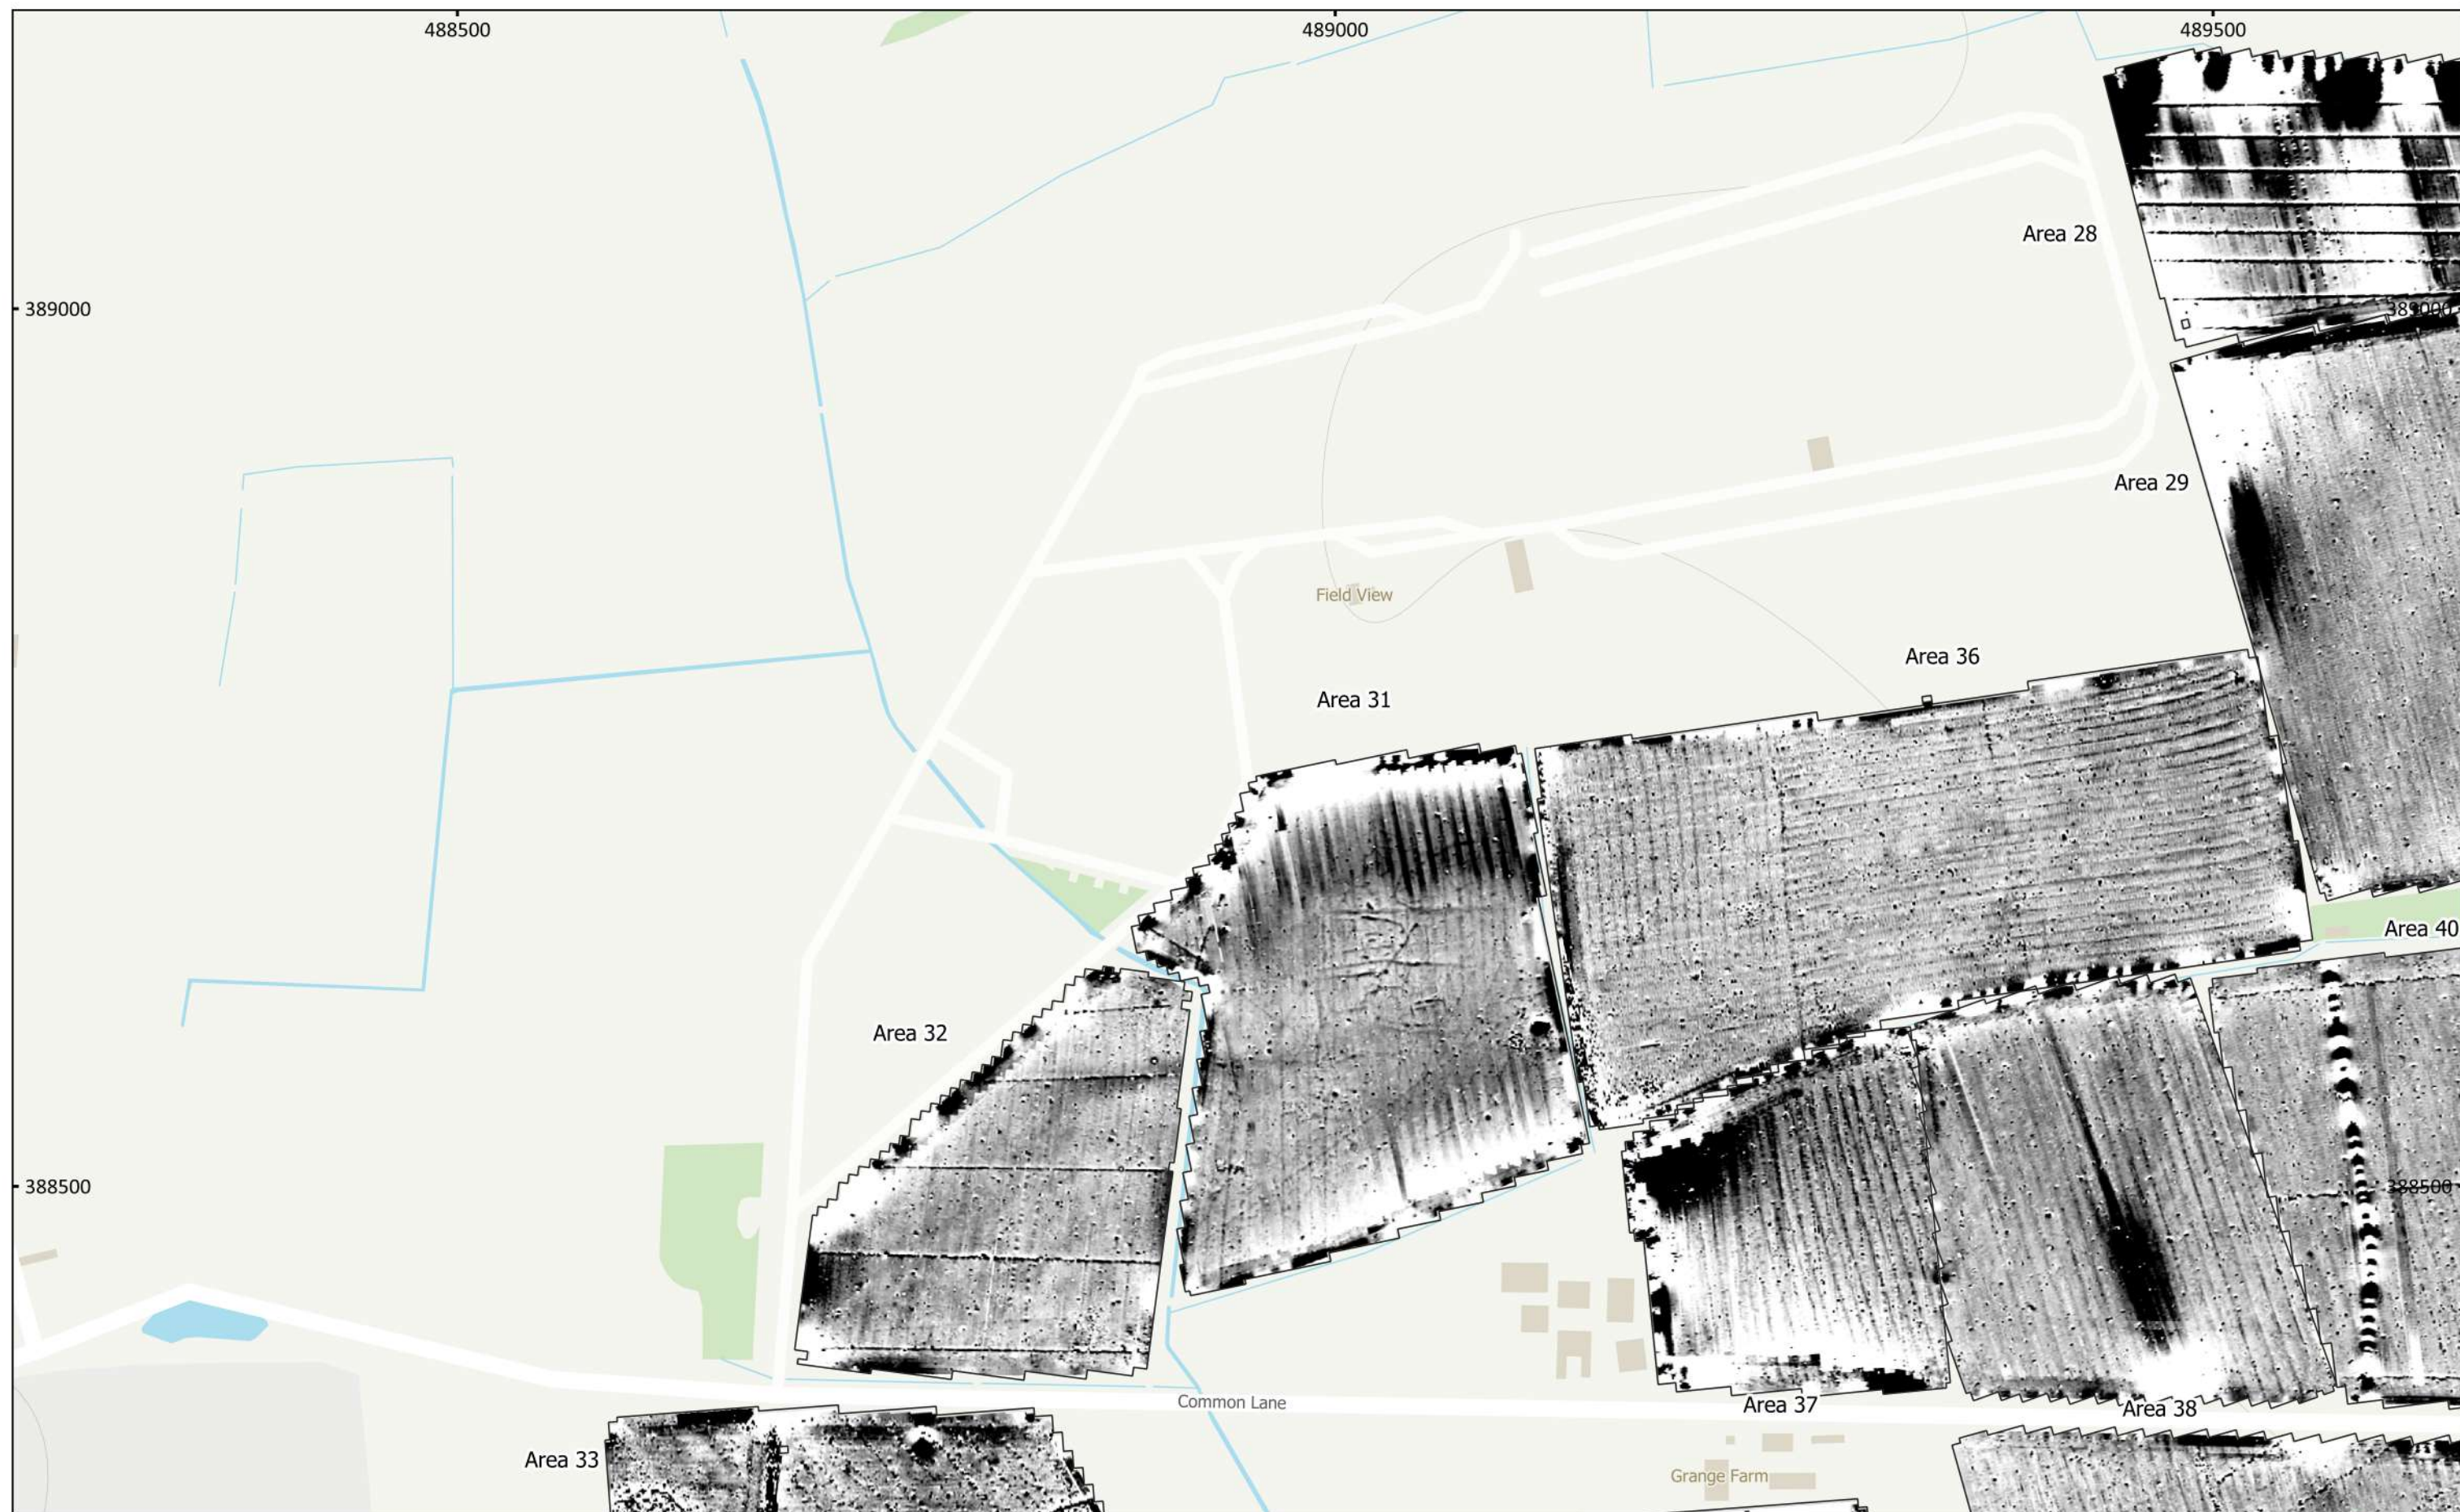 488500
489000
489500
Area 28
389000
389000
Area 29
Field View
Area 36
Area 31
Area 40
Area 32
388500
388500
Common Lane
Area 37
Area 38
Area 33
Grange Farm